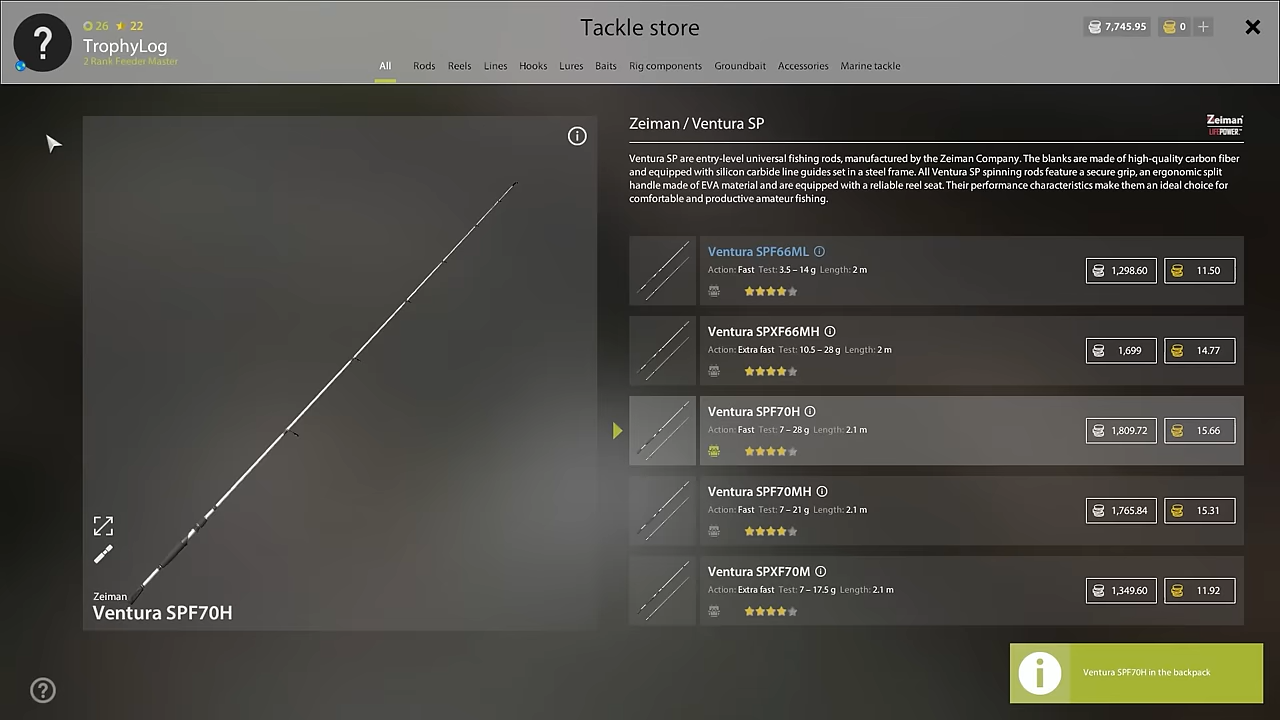 26 22
TrophyLog
2 Rank Feeder Master
Tackle store
7,745.95 0 +
All Rods Reels Lines Hooks Lures Baits Rig components Groundbait Accessories Marine tackle
Zeiman
Ventura SPF70H
Zeiman / Ventura SP
Zeiman
LIFEPOWER
Ventura SP are entry-level universal fishing rods, manufactured by the Zeiman Company. The blanks are made of high-quality carbon fiber
and equipped with silicon carbide line guides set in a steel frame. All Ventura SP spinning rods feature a secure grip, an ergonomic split
handle made of EVA material and are equipped with a reliable reel seat. Their performance characteristics make them an ideal choice for
comfortable and productive amateur fishing.
Ventura SPF66ML
Action: Fast Test: 3.5 – 14 g Length: 2 m
1,298.60 11.50
Ventura SPXF66MH
Action: Extra fast Test: 10.5 – 28 g Length: 2 m
1,699 14.77
Ventura SPF70H
Action: Fast Test: 7 – 28 g Length: 2.1 m
1,809.72 15.66
Ventura SPF70MH
Action: Fast Test: 7 – 21 g Length: 2.1 m
1,765.84 15.31
Ventura SPXF70M
Action: Extra fast Test: 7 – 17.5 g Length: 2.1 m
1,349.60 11.92
Ventura SPF70H in the backpack